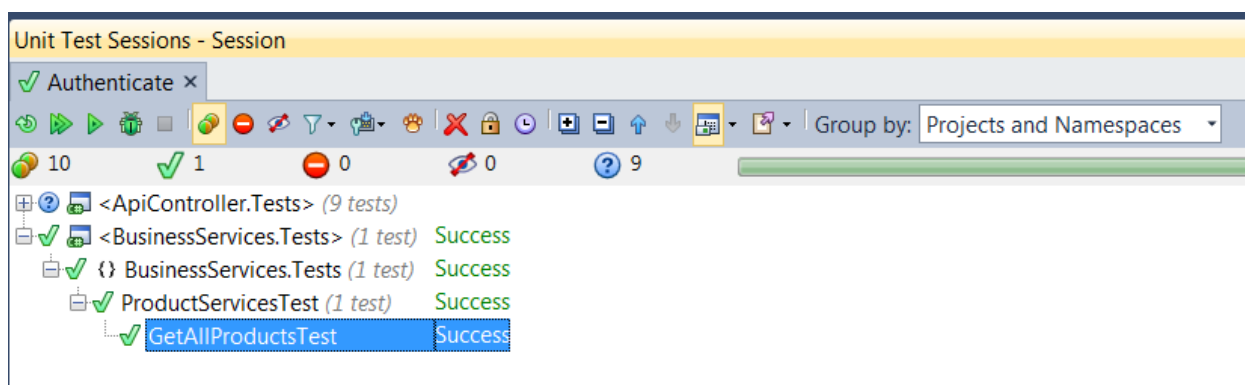 Unit Test Sessions - Session
Authenticate ×
Group by: Projects and Namespaces
10 1 0 0 9
<ApiController.Tests> (9 tests)
<BusinessServices.Tests> (1 test) Success
{} BusinessServices.Tests (1 test) Success
ProductServicesTest (1 test) Success
GetAllProductsTest Success